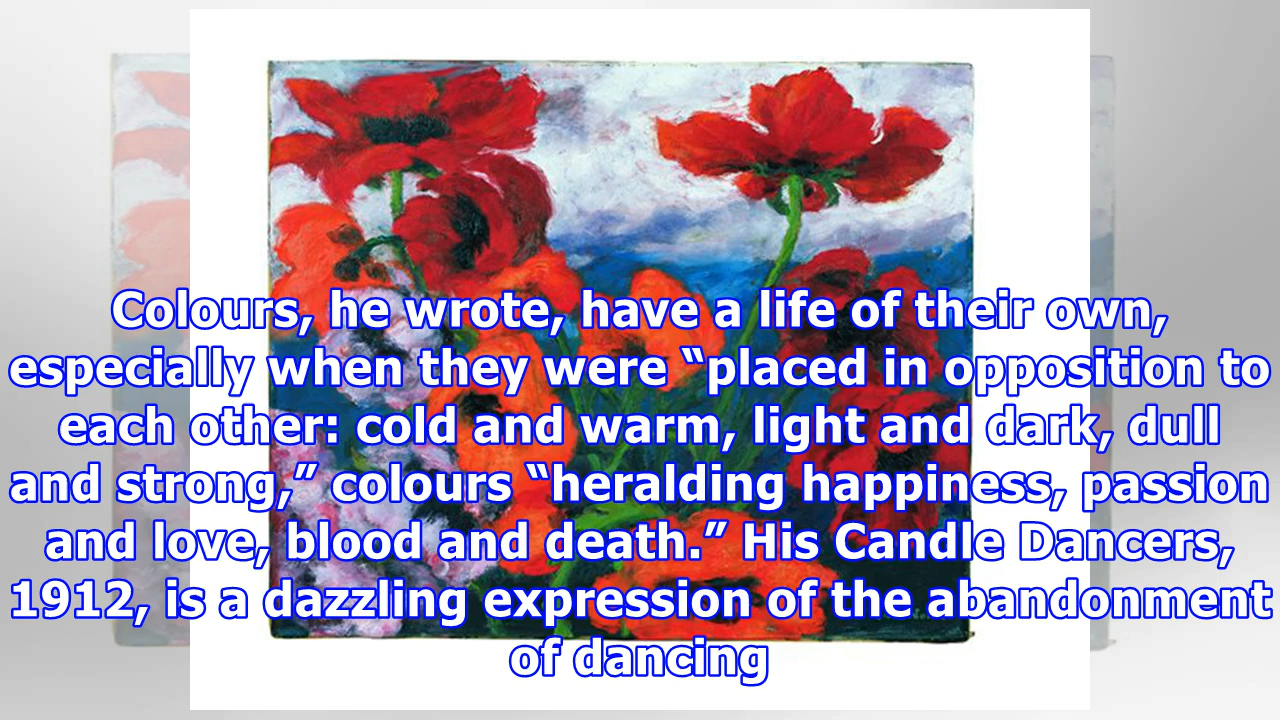 Colours, he wrote, have a life of their own,
especially when they were “placed in opposition to
each other: cold and warm, light and dark, dull
and strong,” colours “heralding happiness, passion
and love, blood and death.” His Candle Dancers,
1912, is a dazzling expression of the abandonment
of dancing